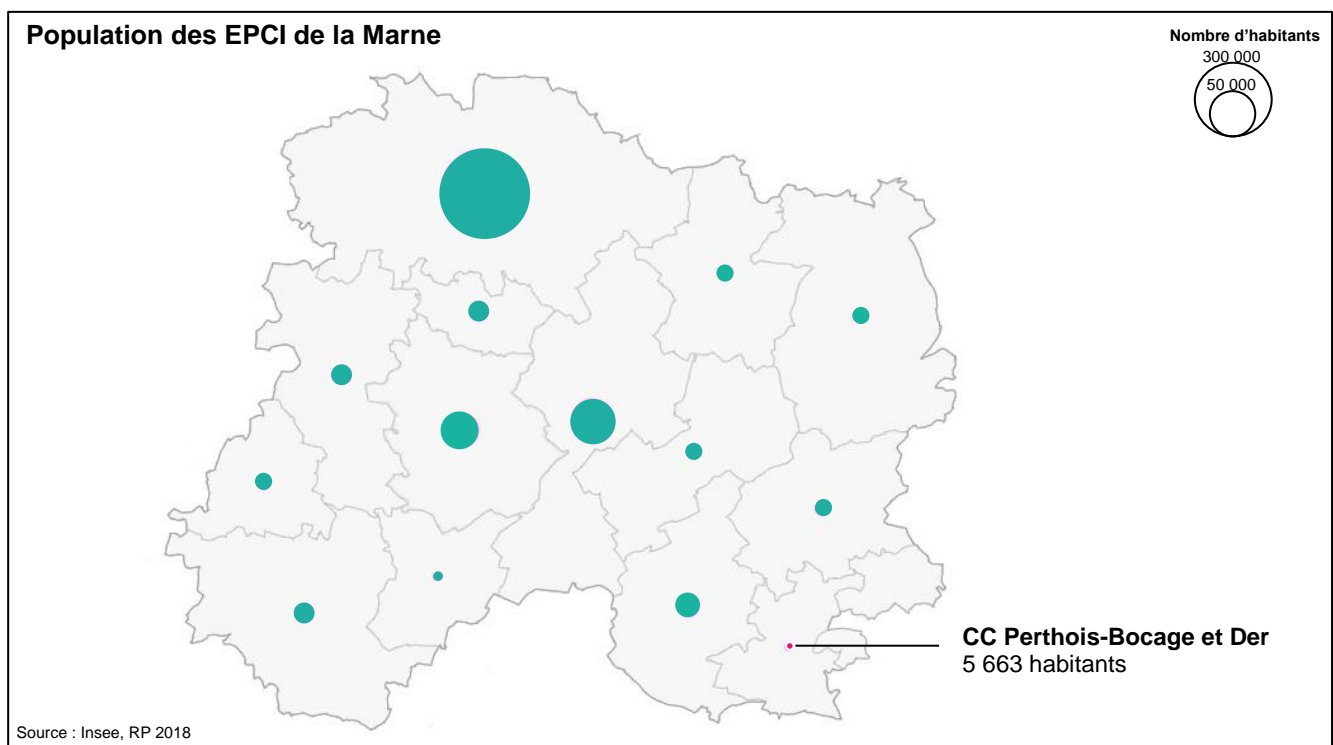 Population des EPCI de la Marne
Nombre d’habitants
300 000
50 000
CC Perthois-Bocage et Der
5 663 habitants
Source : Insee, RP 2018